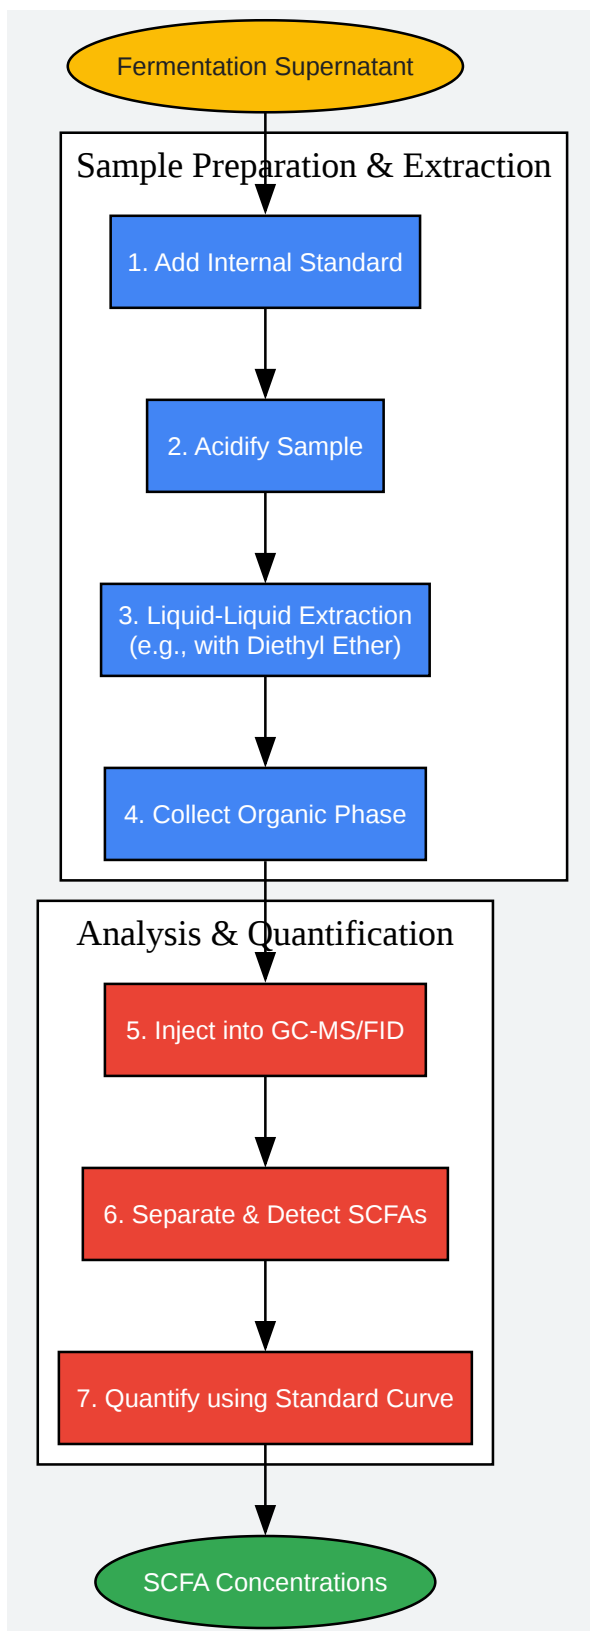 Fermentation Supernatant
Sample Preparation & Extraction
1. Add Internal Standard
2. Acidify Sample
3. Liquid-Liquid Extraction
(e.g., with Diethyl Ether)
4. Collect Organic Phase
Analysis & Quantification
5. Inject into GC-MS/FID
6. Separate & Detect SCFAs
7. Quantify using Standard Curve
SCFA Concentrations